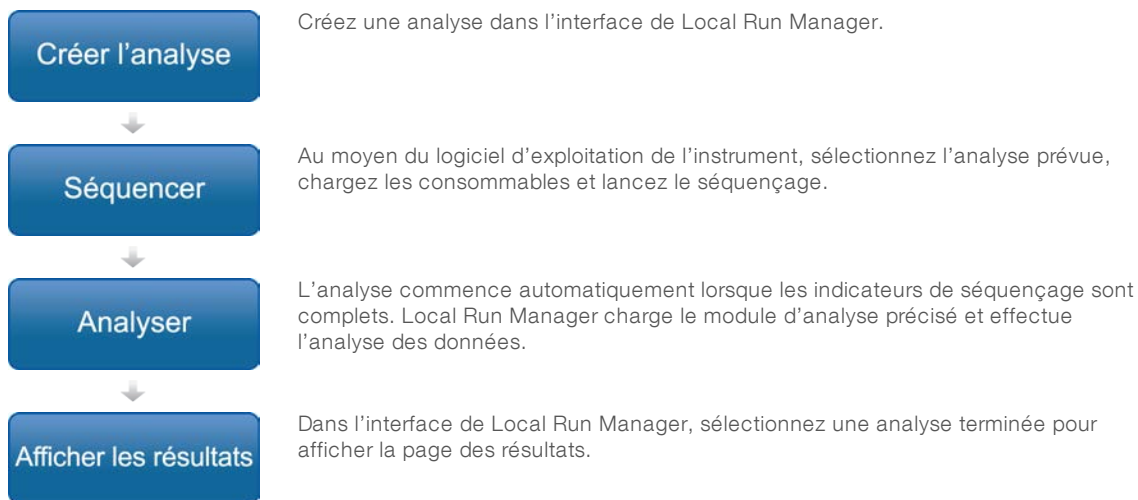 Créer l'analyse
Créez une analyse dans l'interface de Local Run Manager.
Séquencer
Au moyen du logiciel d'exploitation de l'instrument, sélectionnez l'analyse prévue,
chargez les consommables et lancez le séquençage.
Analyser
L'analyse commence automatiquement lorsque les indicateurs de séquençage sont
complets. Local Run Manager charge le module d'analyse précisé et effectue
l'analyse des données.
Afficher les résultats
Dans l'interface de Local Run Manager, sélectionnez une analyse terminée pour
afficher la page des résultats.